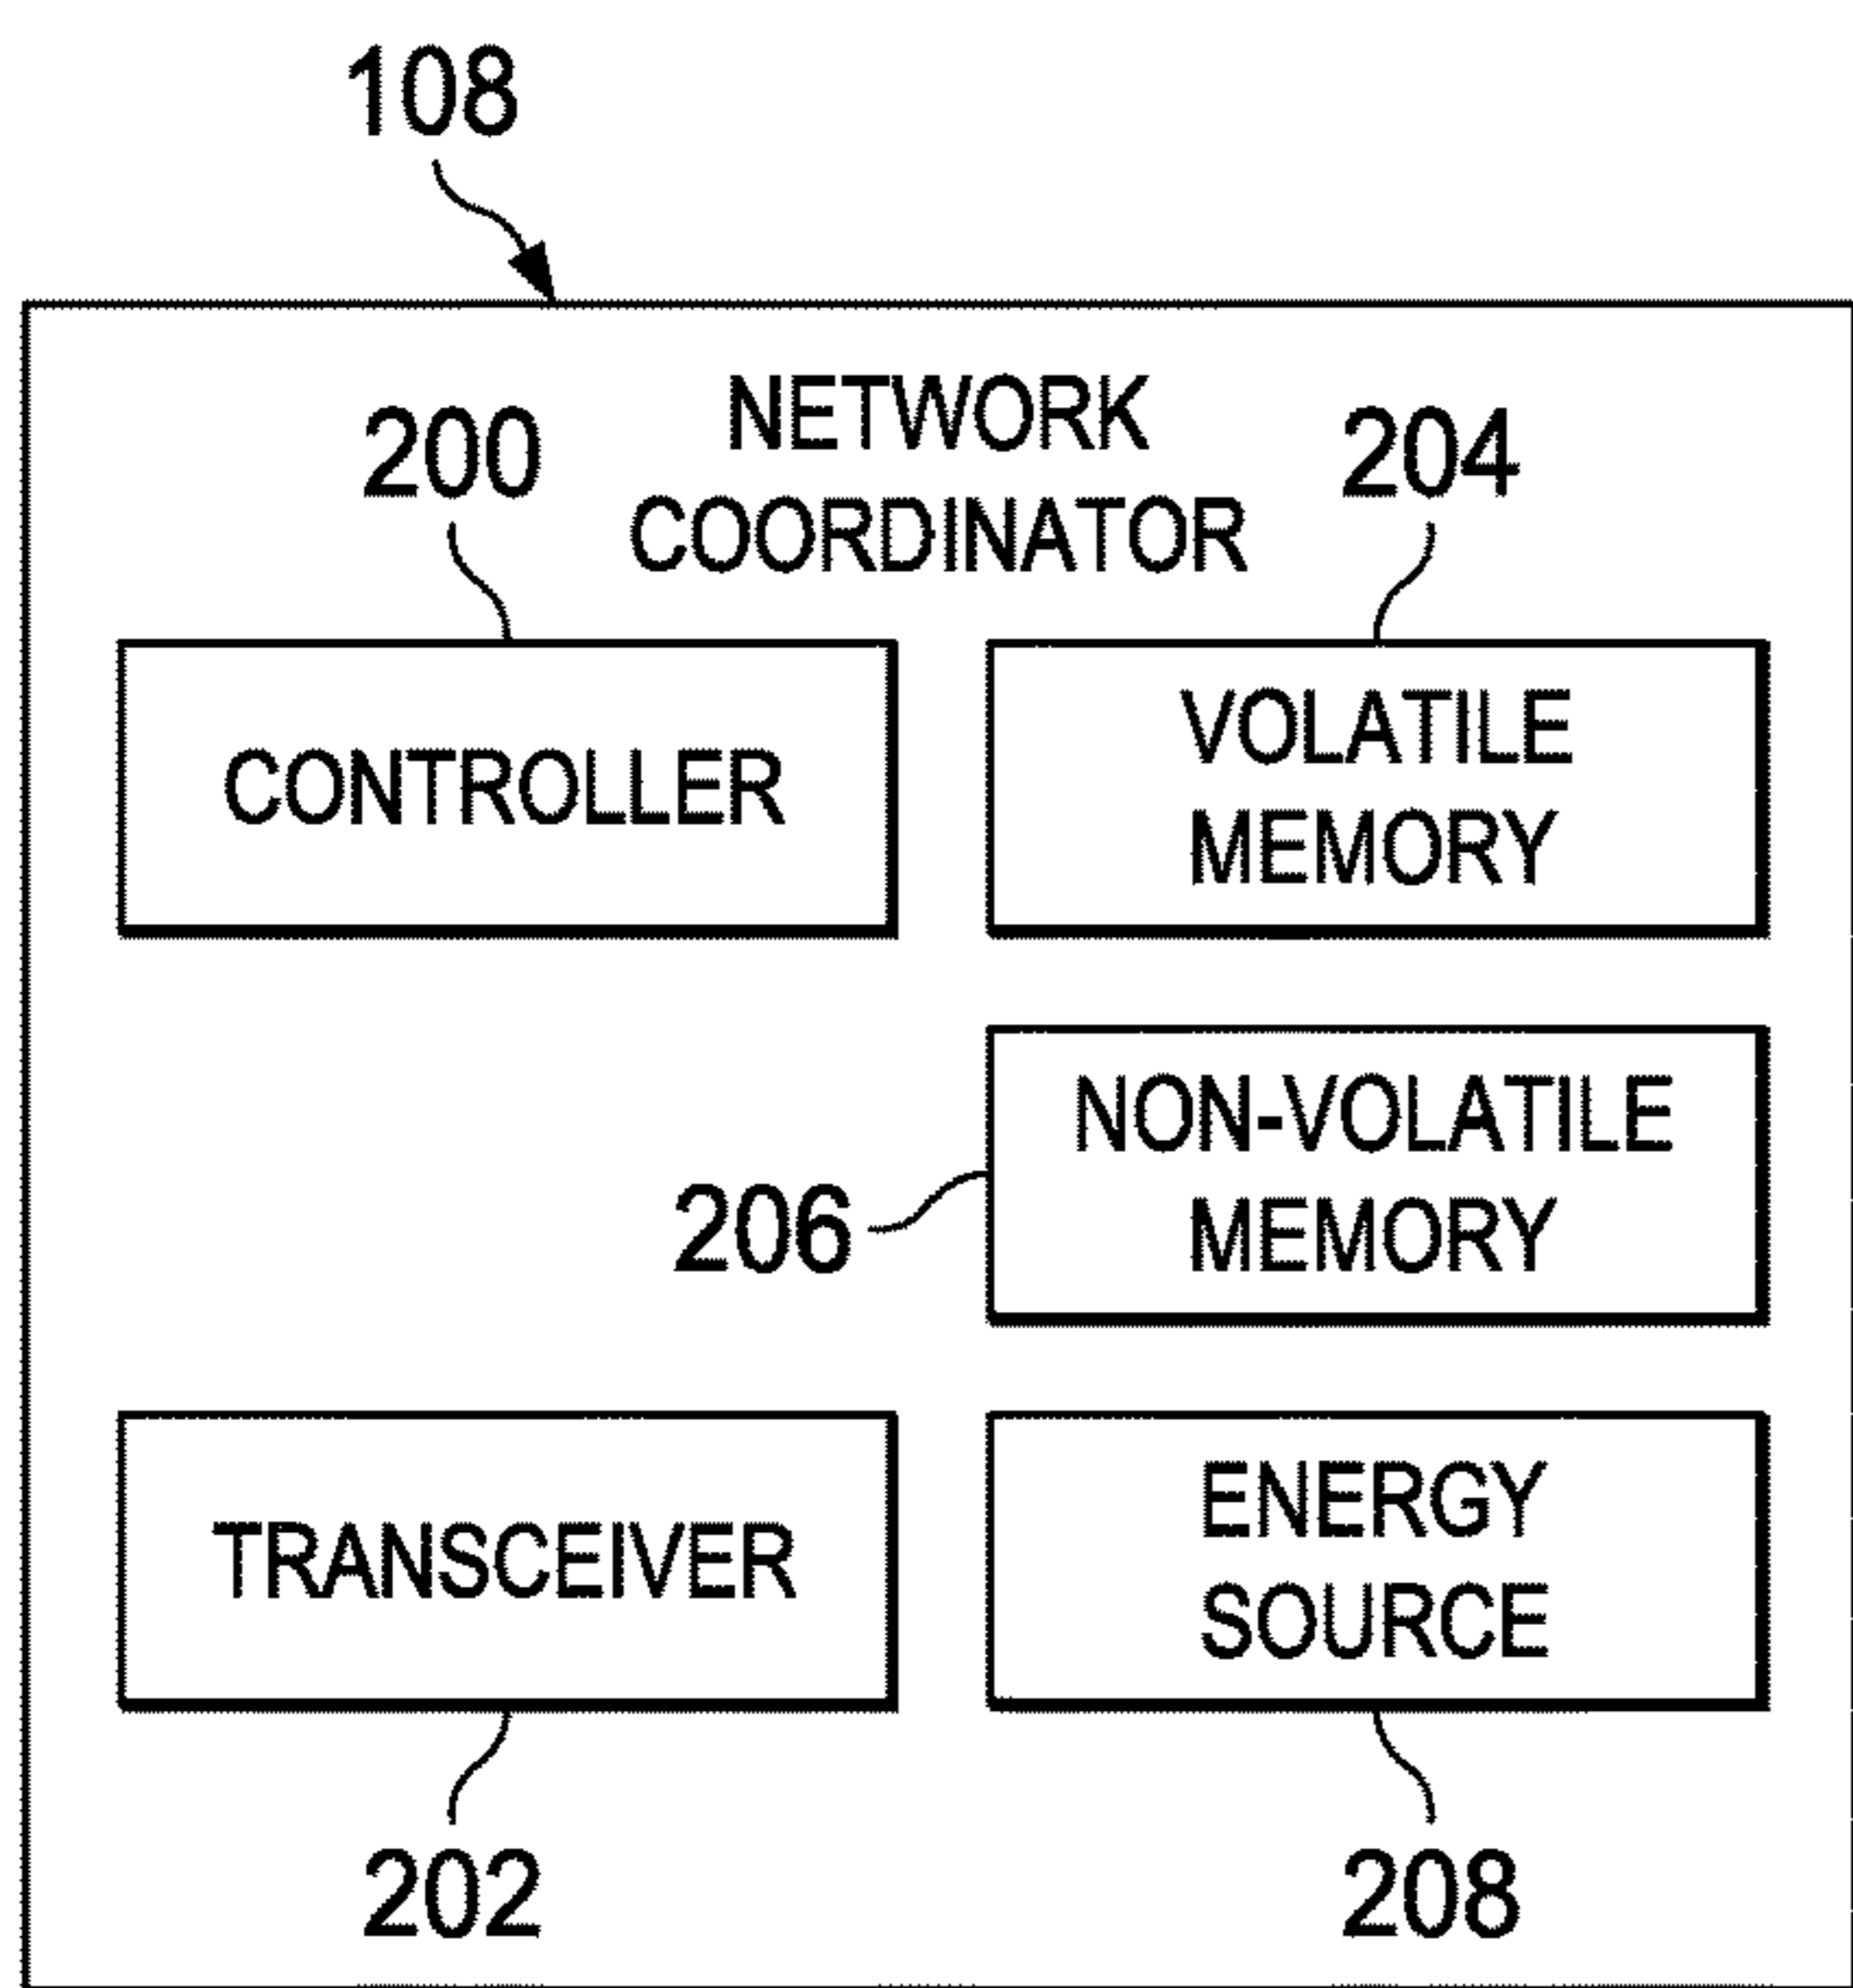 108
NETWORK
COORDINATOR
200
204
CONTROLLER
VOLATILE
MEMORY
NON-VOLATILE
MEMORY
206
TRANSCEIVER
ENERGY
SOURCE
202
208